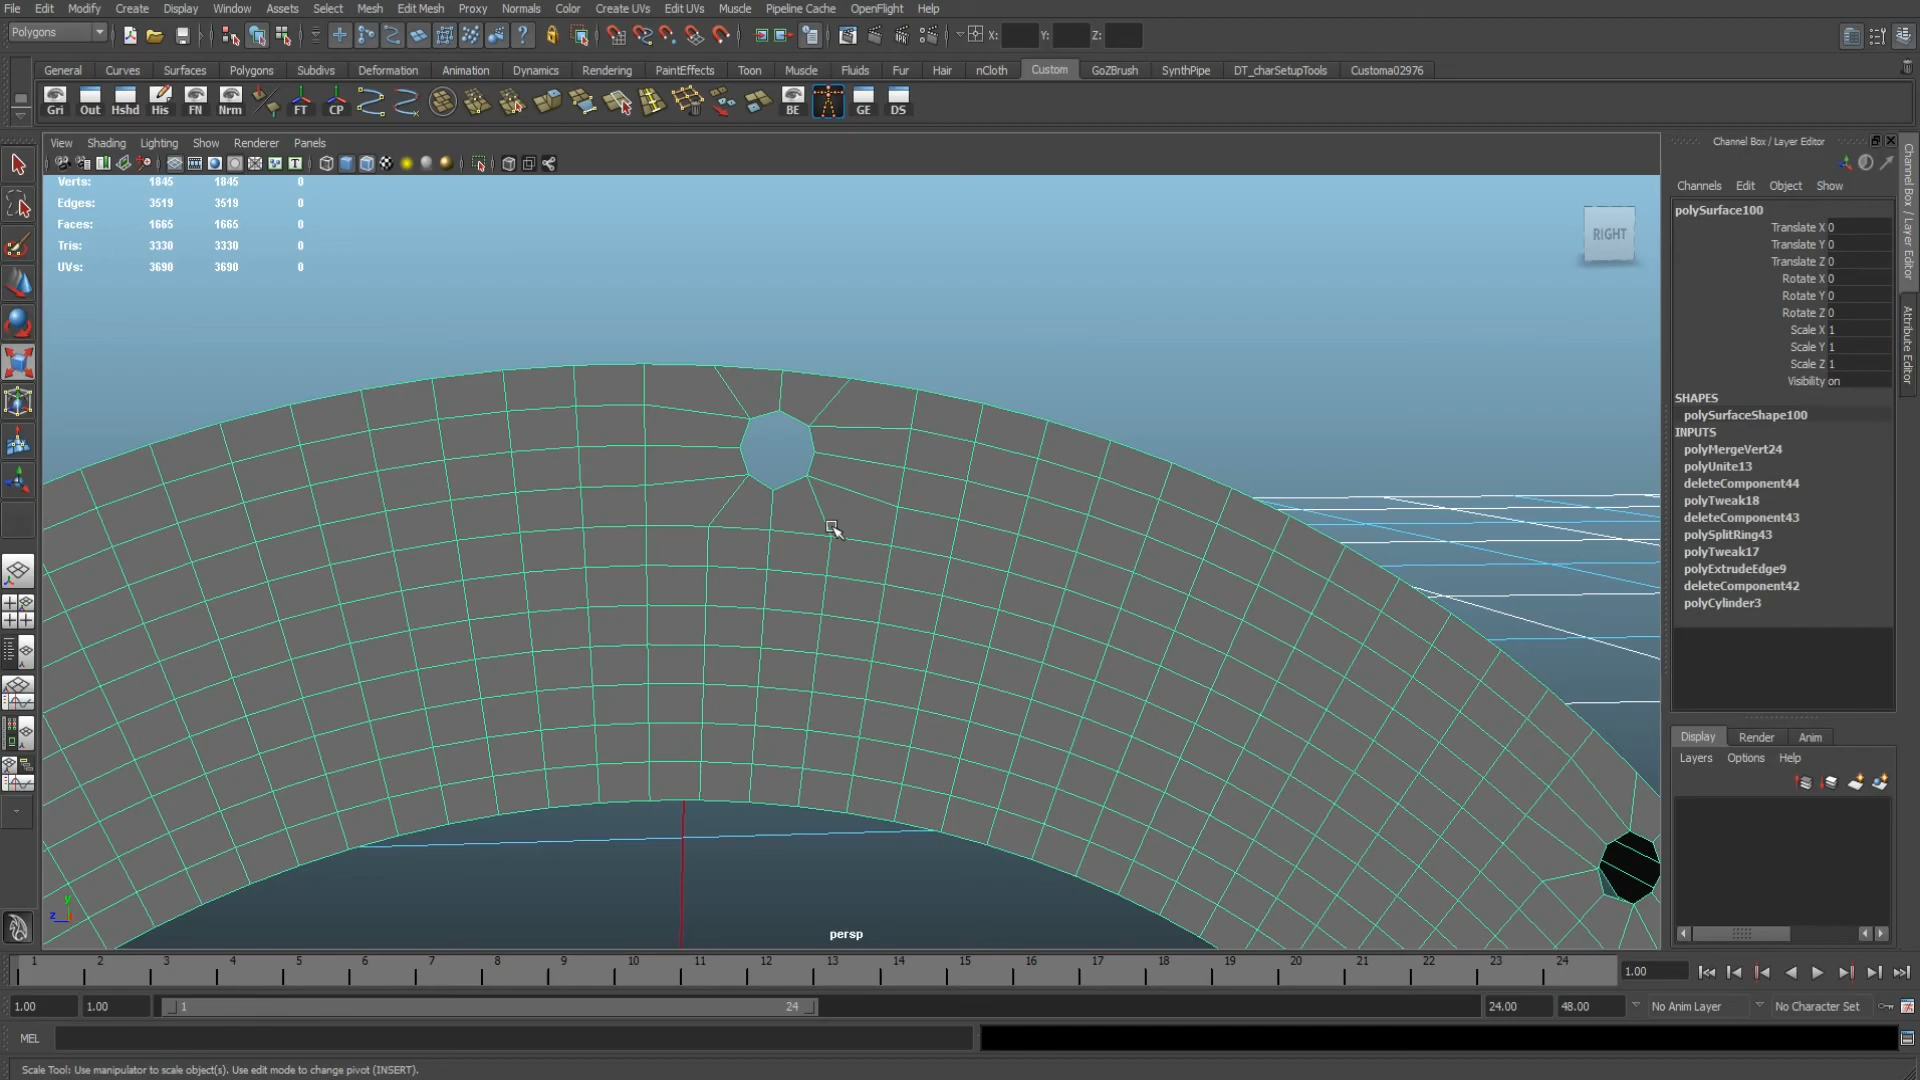 File Edit Modify Create Display Window Assets Select Mesh Edit Mesh Proxy Normals Color Create UVs Edit UVs Muscle Pipeline Cache OpenFlight Help
Polygons X: Y: Z:
General Curves Surfaces Polygons Subdivs Deformation Animation Dynamics Rendering PaintEffects Toon Muscle Fluids Fur Hair nCloth Custom GoZBrush SynthPipe DT_charSetupTools Customa02976
Gri Out Hshd His FN Nrm FT CP BE GE DS
View Shading Lighting Show Renderer Panels
Verts: 1845 1845 0
Edges: 3519 3519 0
Faces: 1665 1665 0
Tris: 3330 3330 0
UVs: 3690 3690 0
RIGHT
y
z
persp
Channel Box / Layer Editor
Channels Edit Object Show
polySurface100
Translate X 0
Translate Y 0
Translate Z 0
Rotate X 0
Rotate Y 0
Rotate Z 0
Scale X 1
Scale Y 1
Scale Z 1
Visibility on
SHAPES
polySurfaceShape100
INPUTS
polyMergeVert24
polyUnite13
deleteComponent44
polyTweak18
deleteComponent43
polySplitRing43
polyTweak17
polyExtrudeEdge9
deleteComponent42
polyCylinder3
Display Render Anim
Layers Options Help
Channel Box / Layer Editor
Attribute Editor
1 2 3 4 5 6 7 8 9 10 11 12 13 14 15 16 17 18 19 20 21 22 23 24 1.00
1.00 1.00 1 24 24.00 48.00 No Anim Layer No Character Set
MEL
Scale Tool: Use manipulator to scale object(s). Use edit mode to change pivot (INSERT).